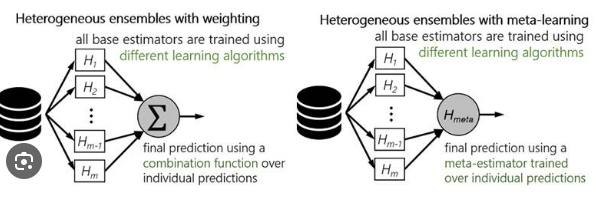 Heterogeneous ensembles with weighting
all base estimators are trained using
different learning algorithms
H1
H2
⋮
Hm-1
Hm
Σ
final prediction using a
combination function over
individual predictions
Heterogeneous ensembles with meta-learning
all base estimators are trained using
different learning algorithms
H1
H2
⋮
Hm-1
Hm
Hmeta
final prediction using a
meta-estimator trained
over individual predictions